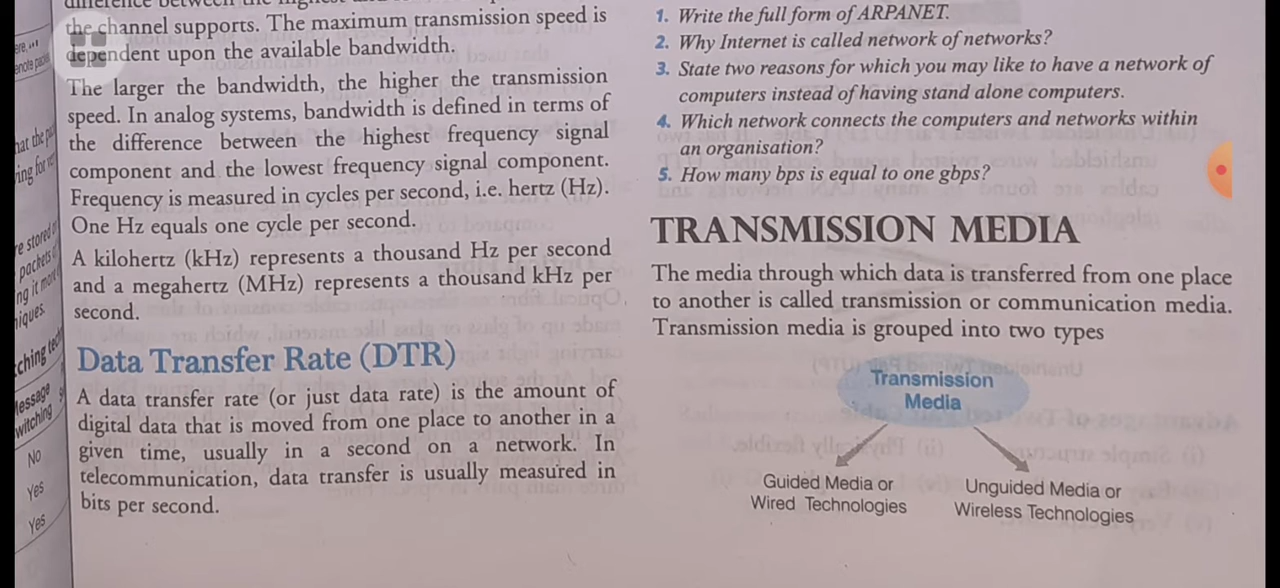 the channel supports. The maximum transmission speed is
dependent upon the available bandwidth.
The larger the bandwidth, the higher the transmission
speed. In analog systems, bandwidth is defined in terms of
the difference between the highest frequency signal
component and the lowest frequency signal component.
Frequency is measured in cycles per second, i.e. hertz (Hz).
One Hz equals one cycle per second.
A kilohertz (kHz) represents a thousand Hz per second
and a megahertz (MHz) represents a thousand kHz per
second.
Data Transfer Rate (DTR)
A data transfer rate (or just data rate) is the amount of
digital data that is moved from one place to another in a
given time, usually in a second on a network. In
telecommunication, data transfer is usually measured in
bits per second.
No
Yes
Yes
1. Write the full form of ARPANET.
2. Why Internet is called network of networks?
3. State two reasons for which you may like to have a network of
computers instead of having stand alone computers.
4. Which network connects the computers and networks within
an organisation?
5. How many bps is equal to one gbps?
TRANSMISSION MEDIA
The media through which data is transferred from one place
to another is called transmission or communication media.
Transmission media is grouped into two types
Transmission
Media
Guided Media or
Wired Technologies
Unguided Media or
Wireless Technologies